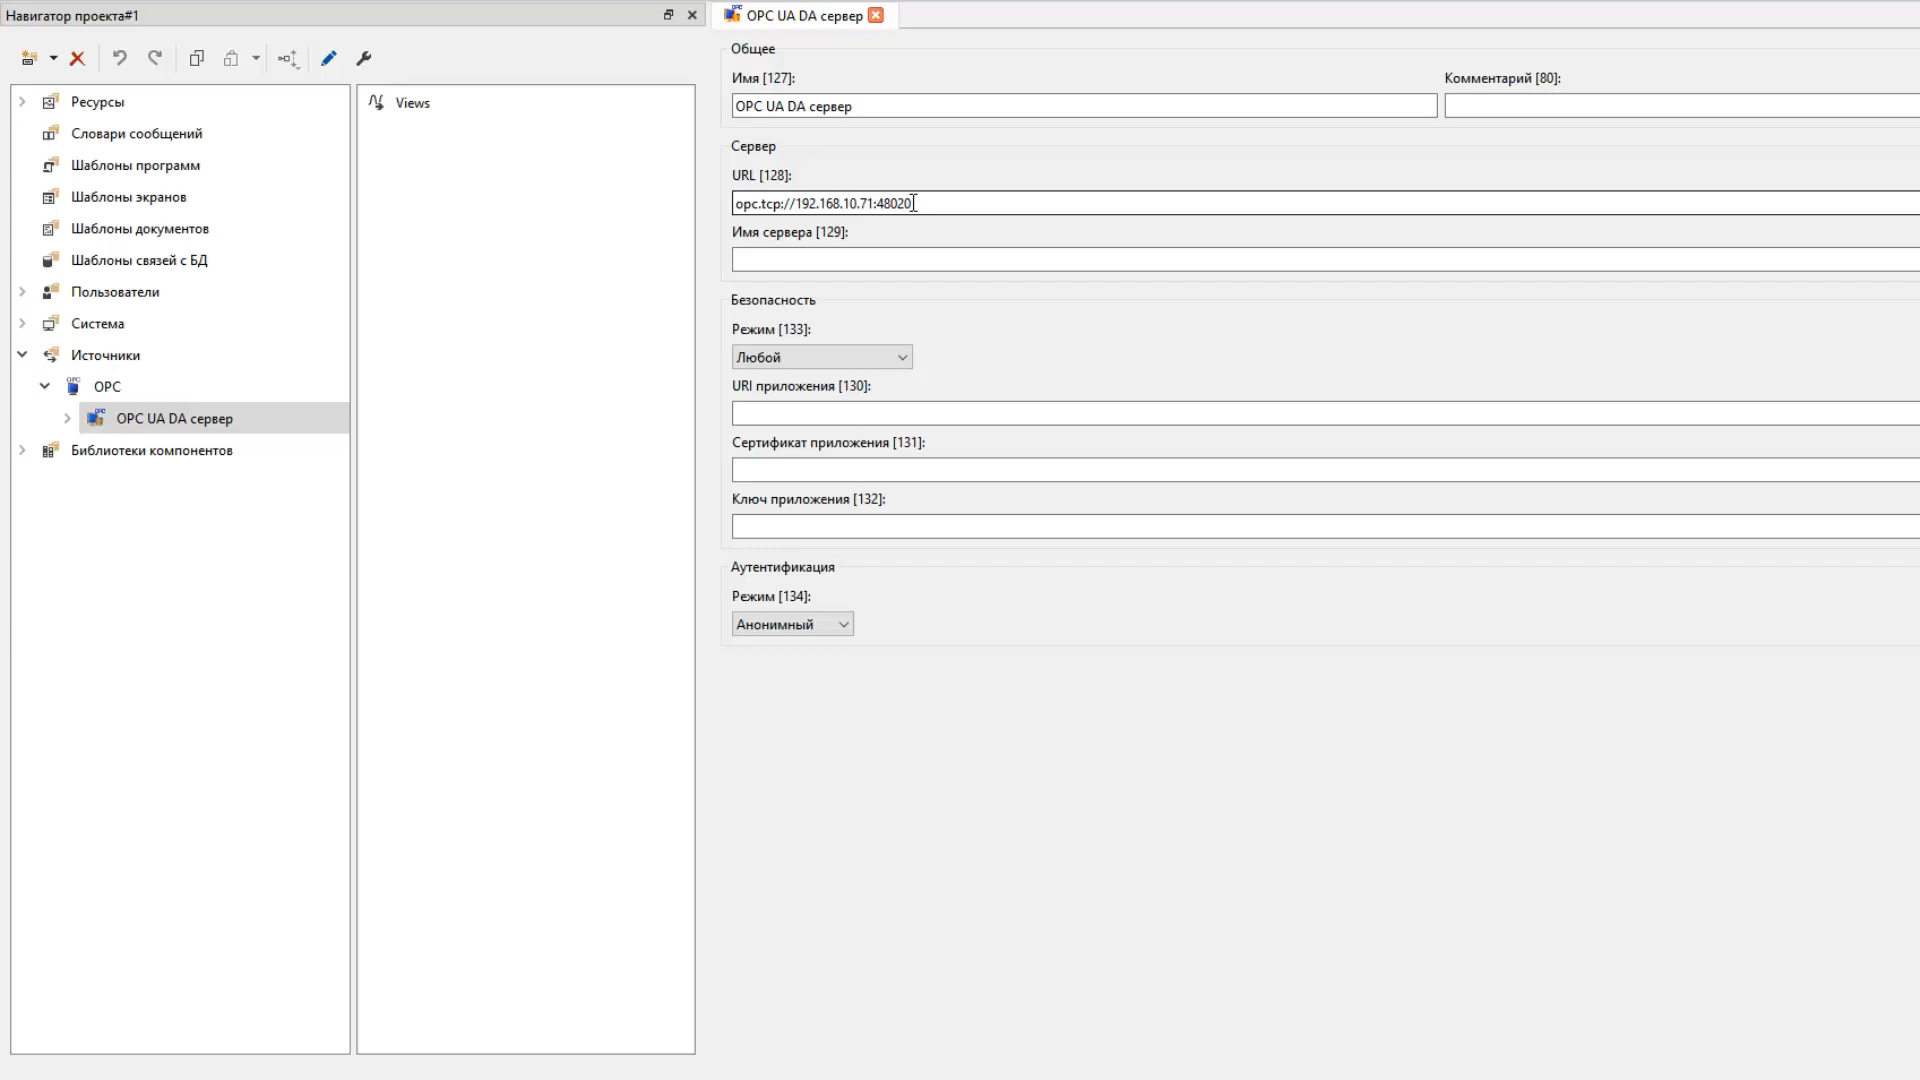 Навигатор проекта#1
Ресурсы
Словари сообщений
Шаблоны программ
Шаблоны экранов
Шаблоны документов
Шаблоны связей с БД
Пользователи
Система
Источники
OPC
OPC UA DA сервер
Библиотеки компонентов
Views
OPC UA DA сервер
Общее
Имя [127]:
Комментарий [80]:
OPC UA DA сервер
Сервер
URL [128]:
opc.tcp://192.168.10.71:48020
Имя сервера [129]:
Безопасность
Режим [133]:
Любой
URI приложения [130]:
Сертификат приложения [131]:
Ключ приложения [132]:
Аутентификация
Режим [134]:
Анонимный